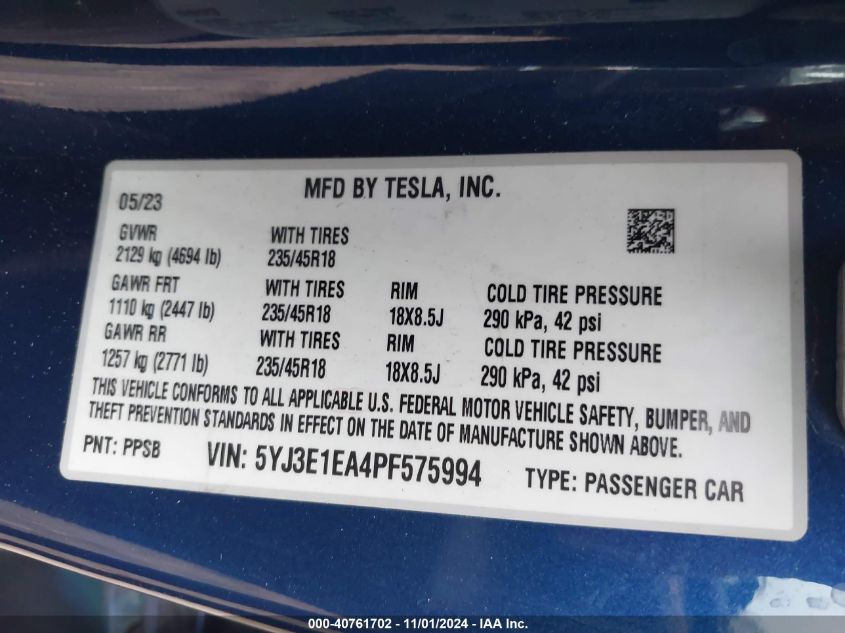 MFD BY TESLA, INC.
05/23
GVWR WITH TIRES
2129 kg (4694 lb) 235/45R18
GAWR FRT WITH TIRES RIM COLD TIRE PRESSURE
1110 kg (2447 lb) 235/45R18 18X8.5J 290 kPa, 42 psi
GAWR RR WITH TIRES RIM COLD TIRE PRESSURE
1257 kg (2771 lb) 235/45R18 18X8.5J 290 kPa, 42 psi
THIS VEHICLE CONFORMS TO ALL APPLICABLE U.S. FEDERAL MOTOR VEHICLE SAFETY, BUMPER, AND
THEFT PREVENTION STANDARDS IN EFFECT ON THE DATE OF MANUFACTURE SHOWN ABOVE.
PNT: PPSB VIN: 5YJ3E1EA4PF575994 TYPE: PASSENGER CAR
000-40761702 - 11/01/2024 - IAA Inc.